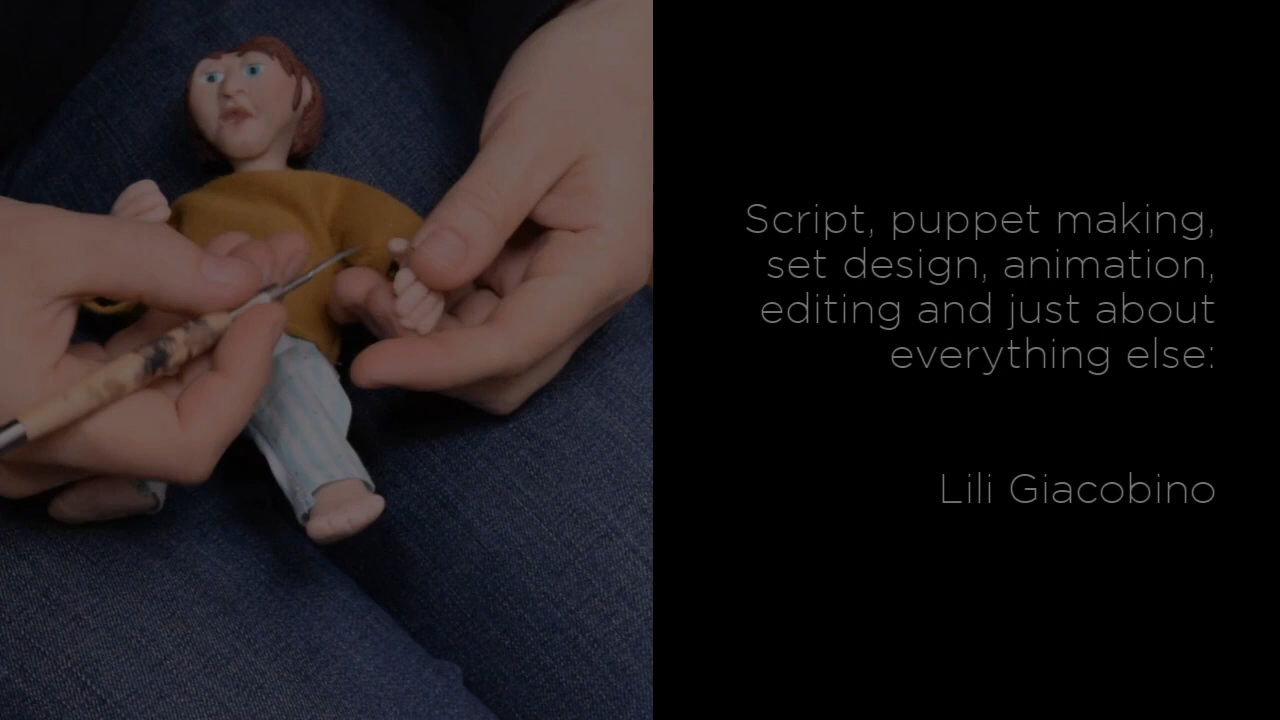 Script, puppet making,
set design, animation,
editing and just about
everything else:
Lili Giacobino